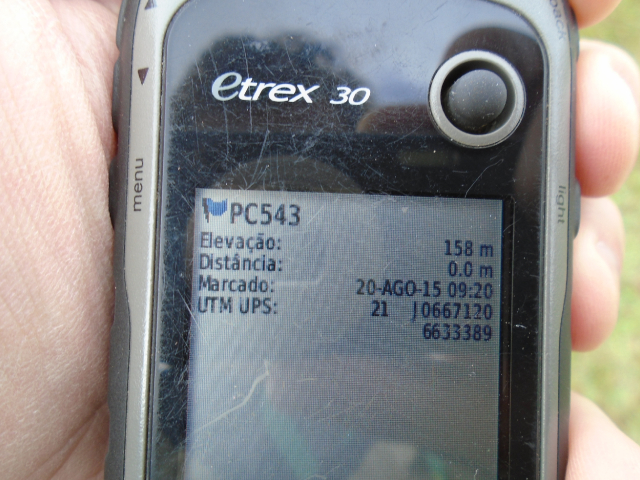 etrex 30
menu
light
PC543
Elevação: 158 m
Distância: 0.0 m
Marcado: 20-AGO-15 09:20
UTM UPS: 21 J0667120
6633389